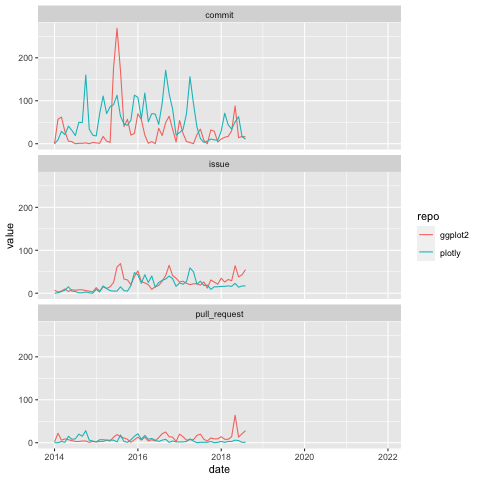 commit
200
100
0
issue
value
200
100
0
pull_request
200
100
0
2014
2016
2018
2020
2022
date
repo
ggplot2
plotly